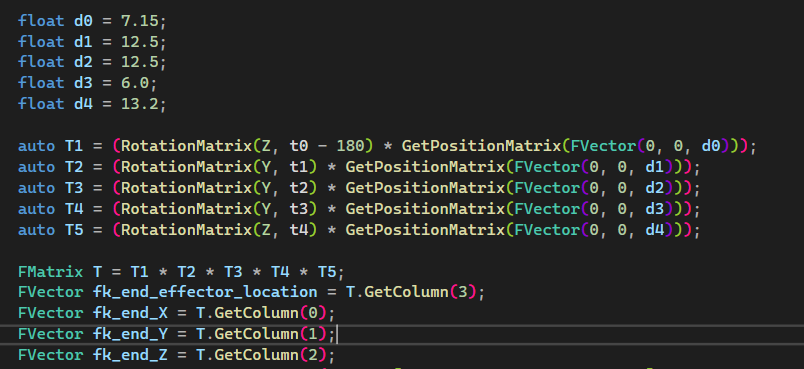 float d0 = 7.15;
float d1 = 12.5;
float d2 = 12.5;
float d3 = 6.0;
float d4 = 13.2;
auto T1 = (RotationMatrix(Z, t0 - 180) * GetPositionMatrix(FVector(0, 0, d0)));
auto T2 = (RotationMatrix(Y, t1) * GetPositionMatrix(FVector(0, 0, d1)));
auto T3 = (RotationMatrix(Y, t2) * GetPositionMatrix(FVector(0, 0, d2)));
auto T4 = (RotationMatrix(Y, t3) * GetPositionMatrix(FVector(0, 0, d3)));
auto T5 = (RotationMatrix(Z, t4) * GetPositionMatrix(FVector(0, 0, d4)));
FMatrix T = T1 * T2 * T3 * T4 * T5;
FVector fk_end_effector_location = T.GetColumn(3);
FVector fk_end_X = T.GetColumn(0);
FVector fk_end_Y = T.GetColumn(1);
FVector fk_end_Z = T.GetColumn(2);